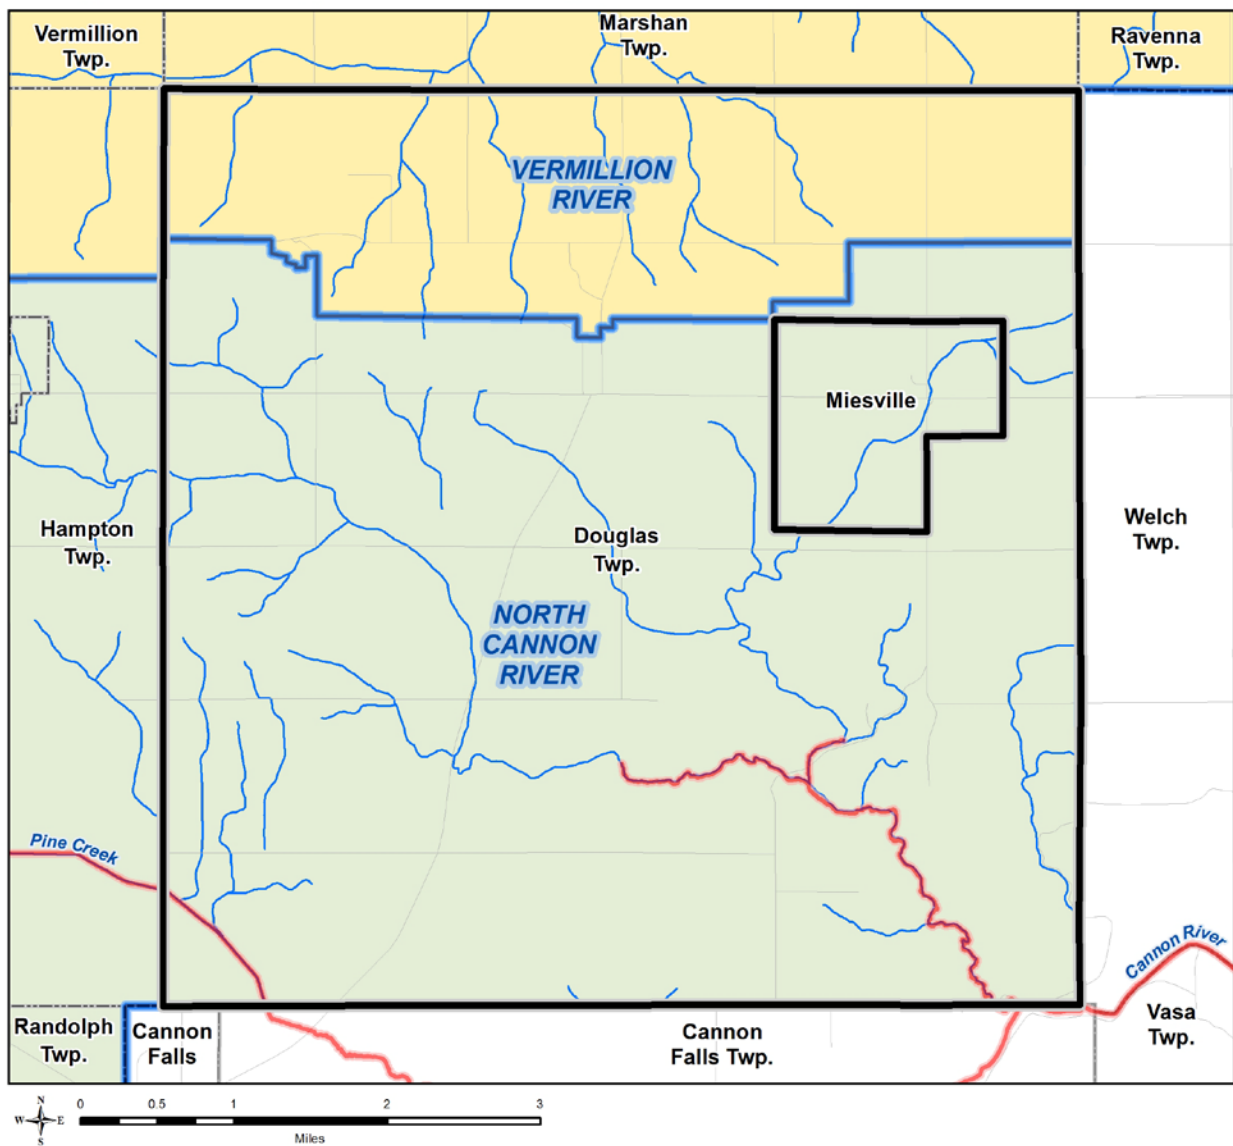 Vermillion
Twp.
Marshan
Twp.
Ravenna
Twp.
VERMILLION
RIVER
Miesville
Hampton
Twp.
Douglas
Twp.
Welch
Twp.
NORTH
CANNON
RIVER
Pine Creek
Cannon River
Randolph
Twp.
Cannon
Falls
Cannon
Falls Twp.
Vasa
Twp.
N
W E
S
0 0.5 1 2 3
Miles